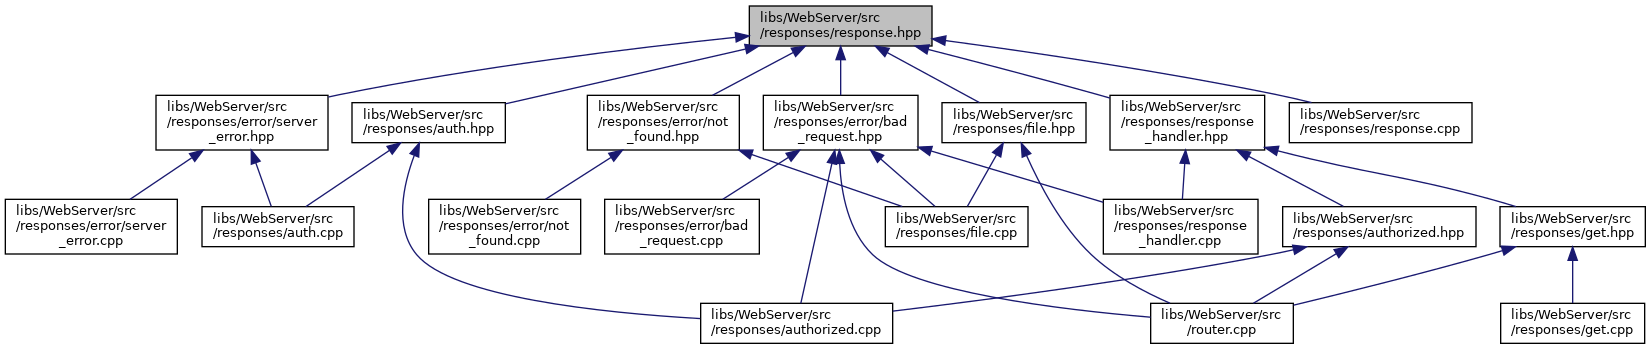 libs/WebServer/src
/responses/response.hpp
libs/WebServer/src
/responses/error/server
_error.hpp
libs/WebServer/src
/responses/auth.hpp
libs/WebServer/src
/responses/error/not
_found.hpp
libs/WebServer/src
/responses/error/bad
_request.hpp
libs/WebServer/src
/responses/file.hpp
libs/WebServer/src
/responses/response
_handler.hpp
libs/WebServer/src
/responses/response.cpp
libs/WebServer/src
/responses/error/server
_error.cpp
libs/WebServer/src
/responses/auth.cpp
libs/WebServer/src
/responses/error/not
_found.cpp
libs/WebServer/src
/responses/error/bad
_request.cpp
libs/WebServer/src
/responses/file.cpp
libs/WebServer/src
/responses/response
_handler.cpp
libs/WebServer/src
/responses/authorized.hpp
libs/WebServer/src
/responses/get.hpp
libs/WebServer/src
/responses/authorized.cpp
libs/WebServer/src
/router.cpp
libs/WebServer/src
/responses/get.cpp